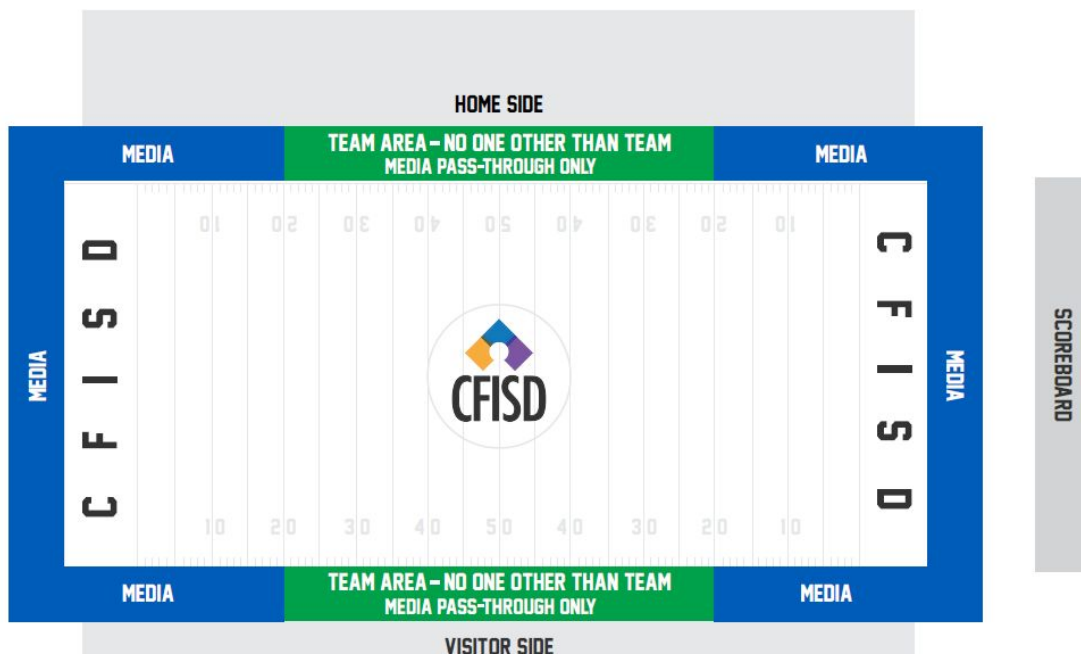 HOME SIDE
MEDIA
TEAM AREA – NO ONE OTHER THAN TEAM
MEDIA PASS-THROUGH ONLY
MEDIA
10 20 30 40 50 40 30 20 10
CFISD
MEDIA
CFISD
CFISD
MEDIA
SCOREBOARD
10 20 30 40 50 40 30 20 10
MEDIA
TEAM AREA – NO ONE OTHER THAN TEAM
MEDIA PASS-THROUGH ONLY
MEDIA
VISITOR SIDE